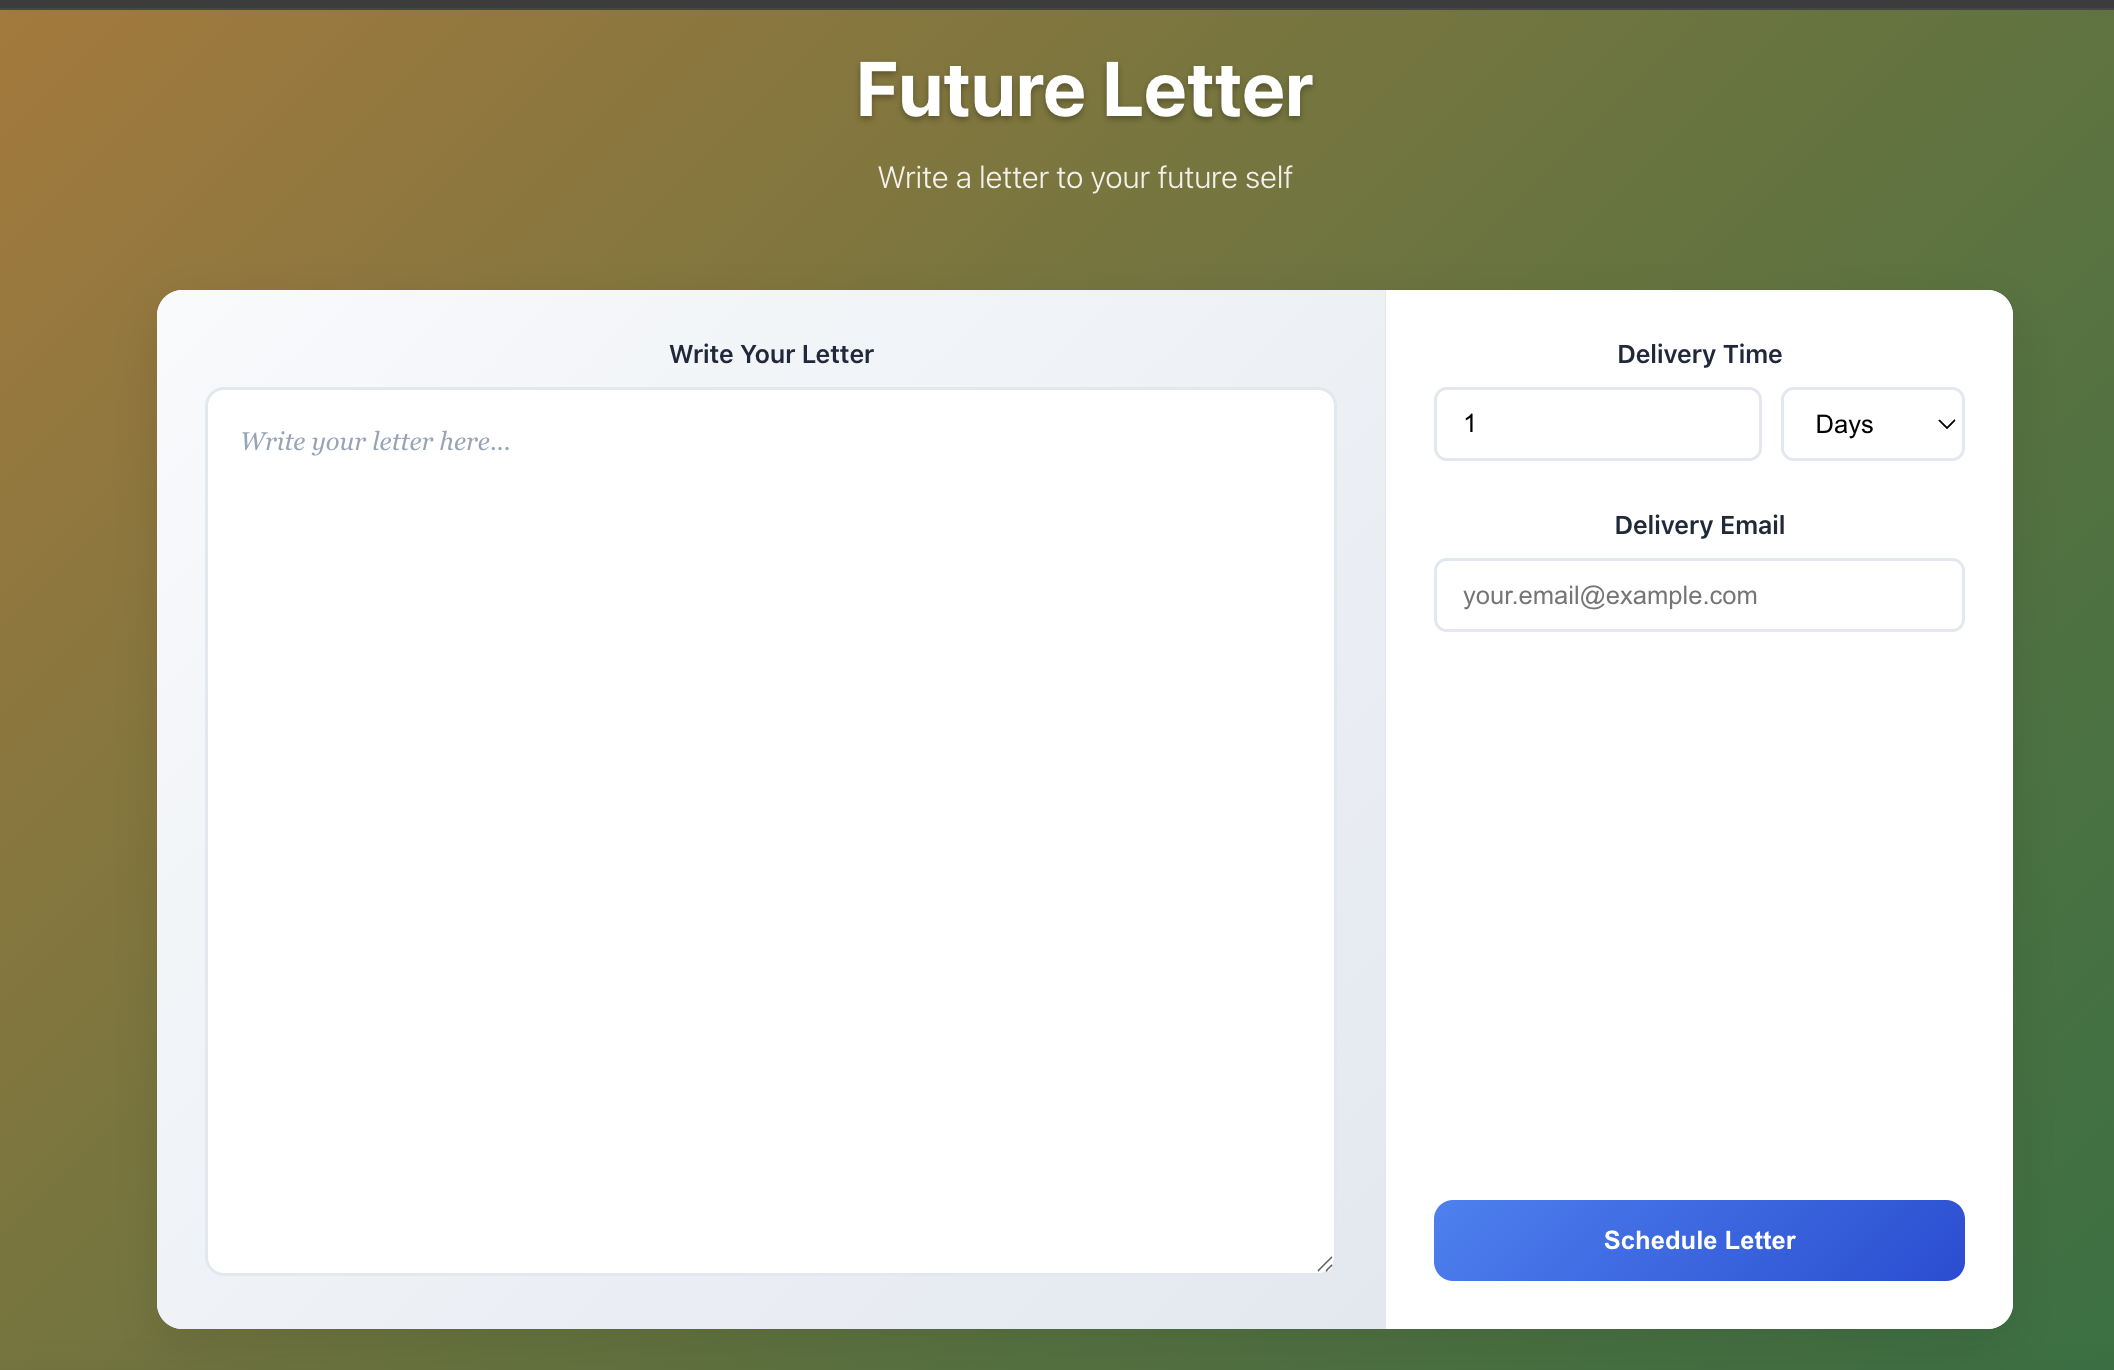 Future Letter
Write a letter to your future self
Write Your Letter
Write your letter here...
Delivery Time
1
Days
Delivery Email
your.email@example.com
Schedule Letter